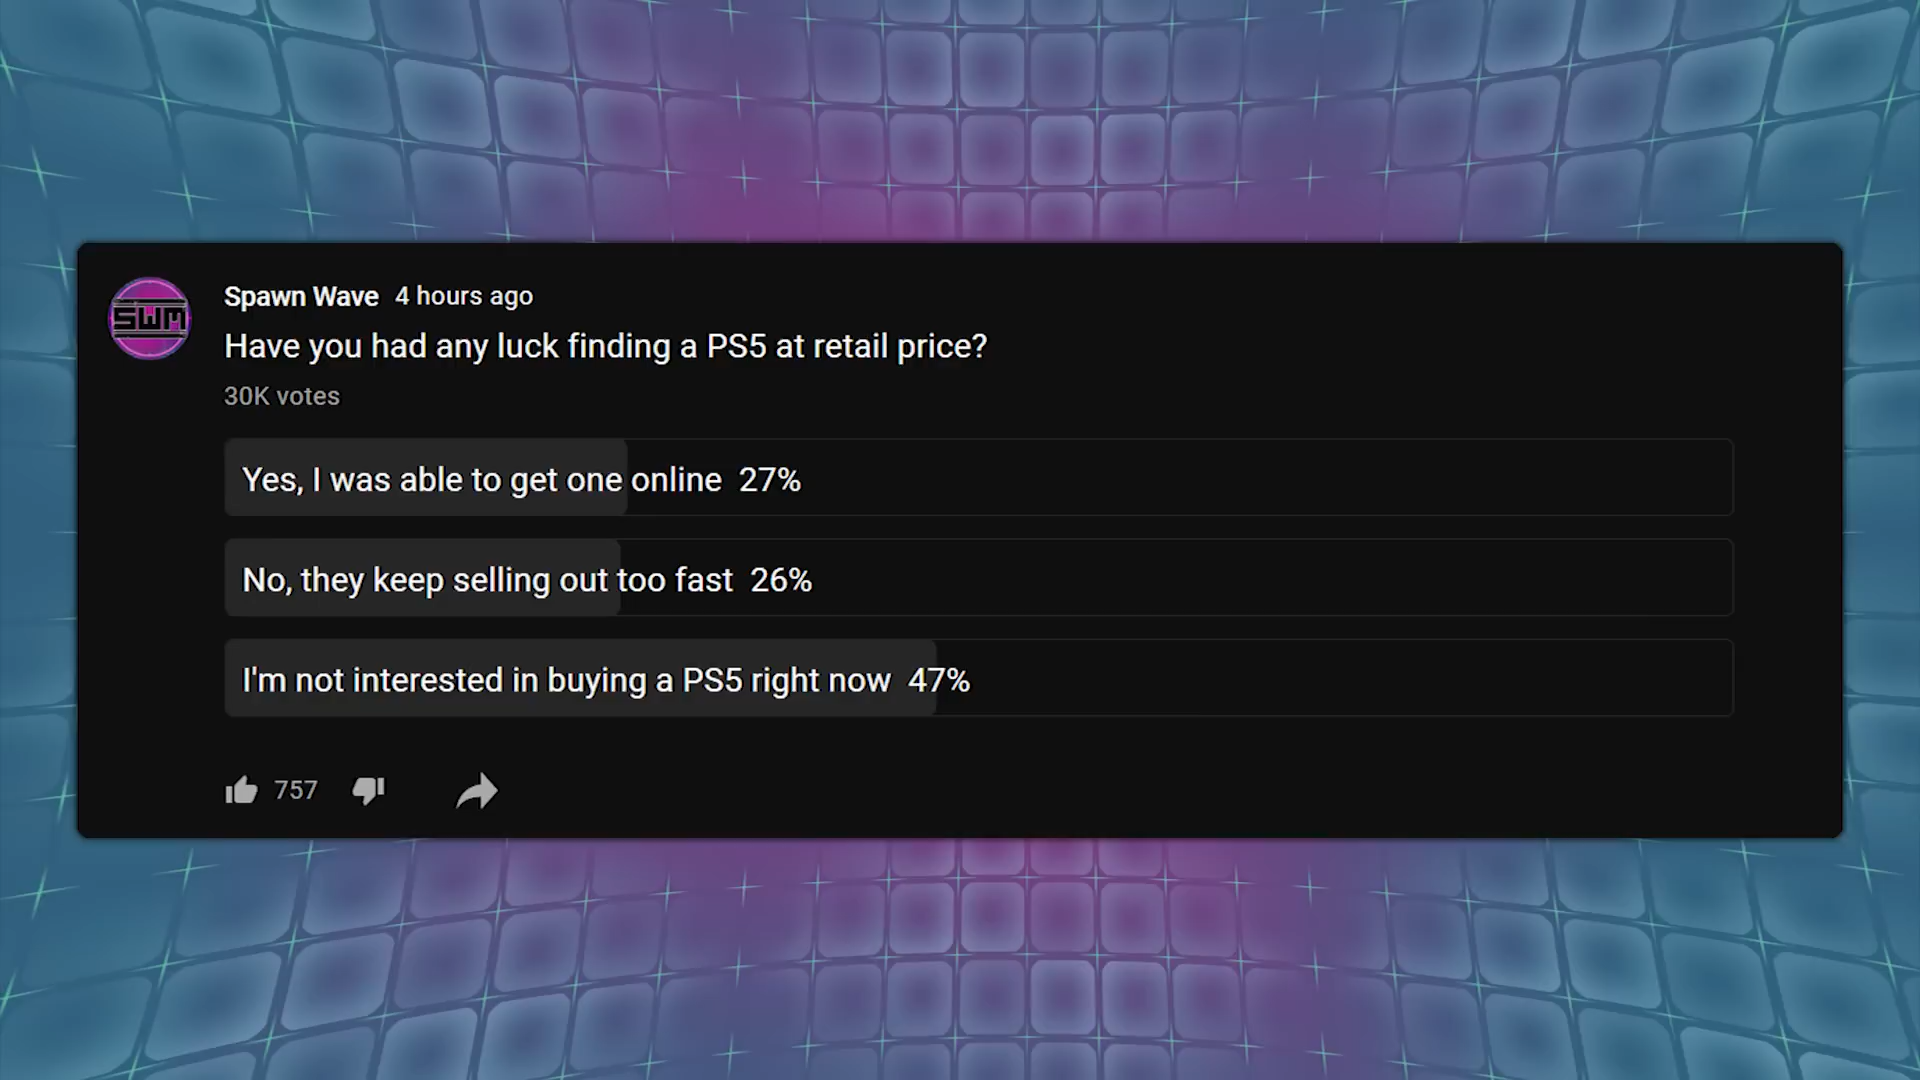 SWM
Spawn Wave 4 hours ago
Have you had any luck finding a PS5 at retail price?
30K votes
Yes, I was able to get one online 27%
No, they keep selling out too fast 26%
I'm not interested in buying a PS5 right now 47%
757